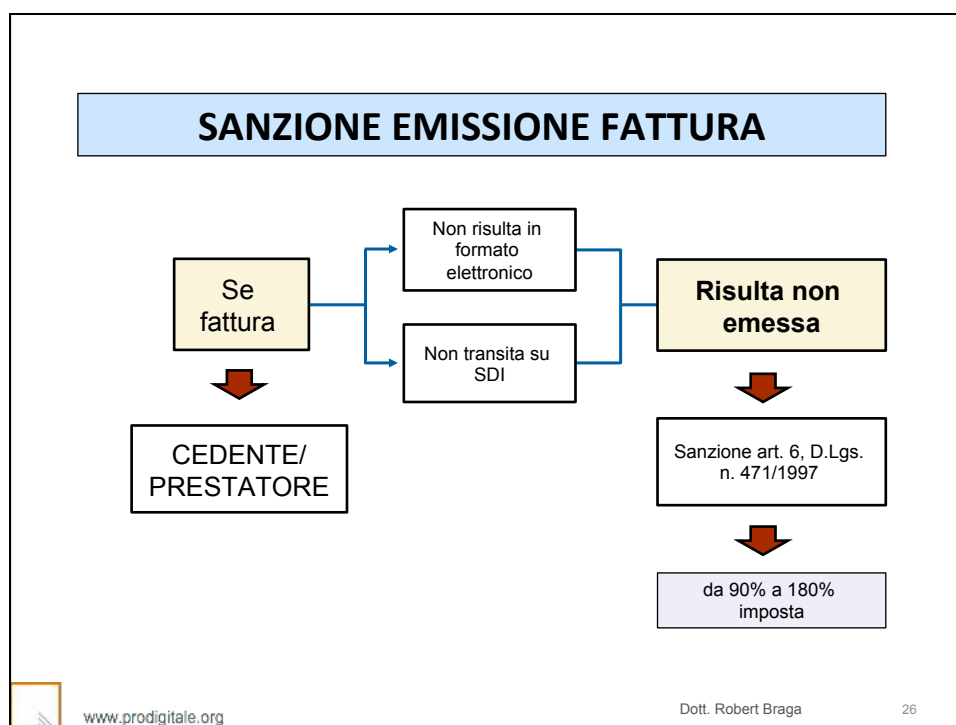 SANZIONE EMISSIONE FATTURA
Se
fattura
Non risulta in
formato
elettronico
Non transita su
SDI
Risulta non
emessa
CEDENTE/
PRESTATORE
Sanzione art. 6, D.Lgs.
n. 471/1997
da 90% a 180%
imposta
www.prodigitale.org
Dott. Robert Braga
26